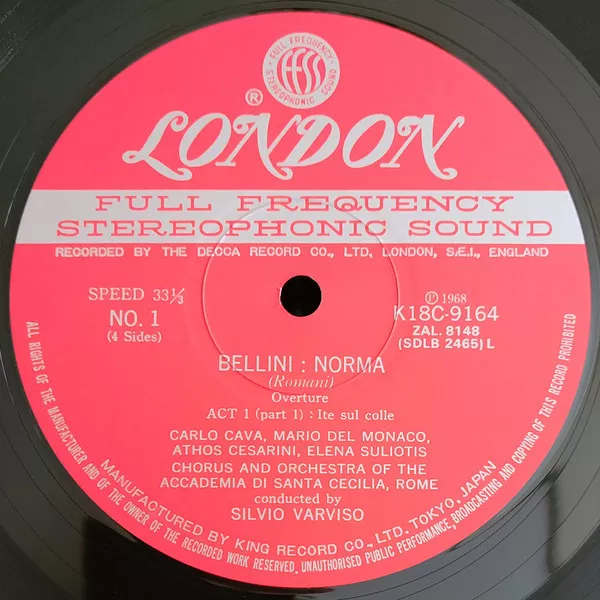 FULL FREQUENCY
ffss
STEREOPHONIC SOUND
®
LONDON
FULL FREQUENCY
STEREOPHONIC SOUND
RECORDED BY THE DECCA RECORD CO., LTD, LONDON, S.E.I., ENGLAND
SPEED 33⅓
NO. 1
(4 Sides)
Ⓟ 1968
K18C-9164
ZAL. 8148
(SDLB 2465) L
BELLINI : NORMA
(Romani)
Overture
ACT 1 (part 1) : Ite sul colle
CARLO CAVA, MARIO DEL MONACO,
ATHOS CESARINI, ELENA SULIOTIS
CHORUS AND ORCHESTRA OF THE
ACCADEMIA DI SANTA CECILIA, ROME
conducted by
SILVIO VARVISO
MANUFACTURED BY KING RECORD CO., LTD. TOKYO, JAPAN
ALL RIGHTS OF THE MANUFACTURER AND OF THE OWNER OF THE RECORDED WORK RESERVED. UNAUTHORISED PUBLIC PERFORMANCE, BROADCASTING AND COPYING OF THIS RECORD PROHIBITED